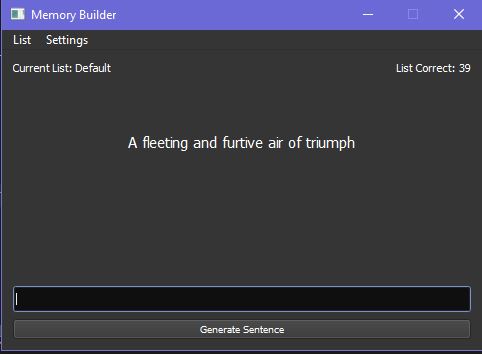 Memory Builder
List Settings
Current List: Default List Correct: 39
A fleeting and furtive air of triumph
Generate Sentence